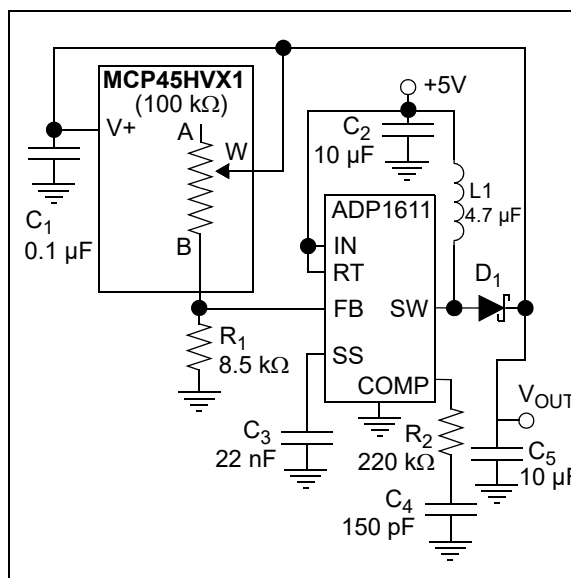 MCP45HVX1
(100 kΩ)
V+
A
W
B
C1
0.1 µF
+5V
C2
10 µF
L1
4.7 µF
ADP1611
IN
RT
FB
SW
SS
COMP
D1
R1
8.5 kΩ
C3
22 nF
R2
220 kΩ
C4
150 pF
VOUT
C5
10 µF